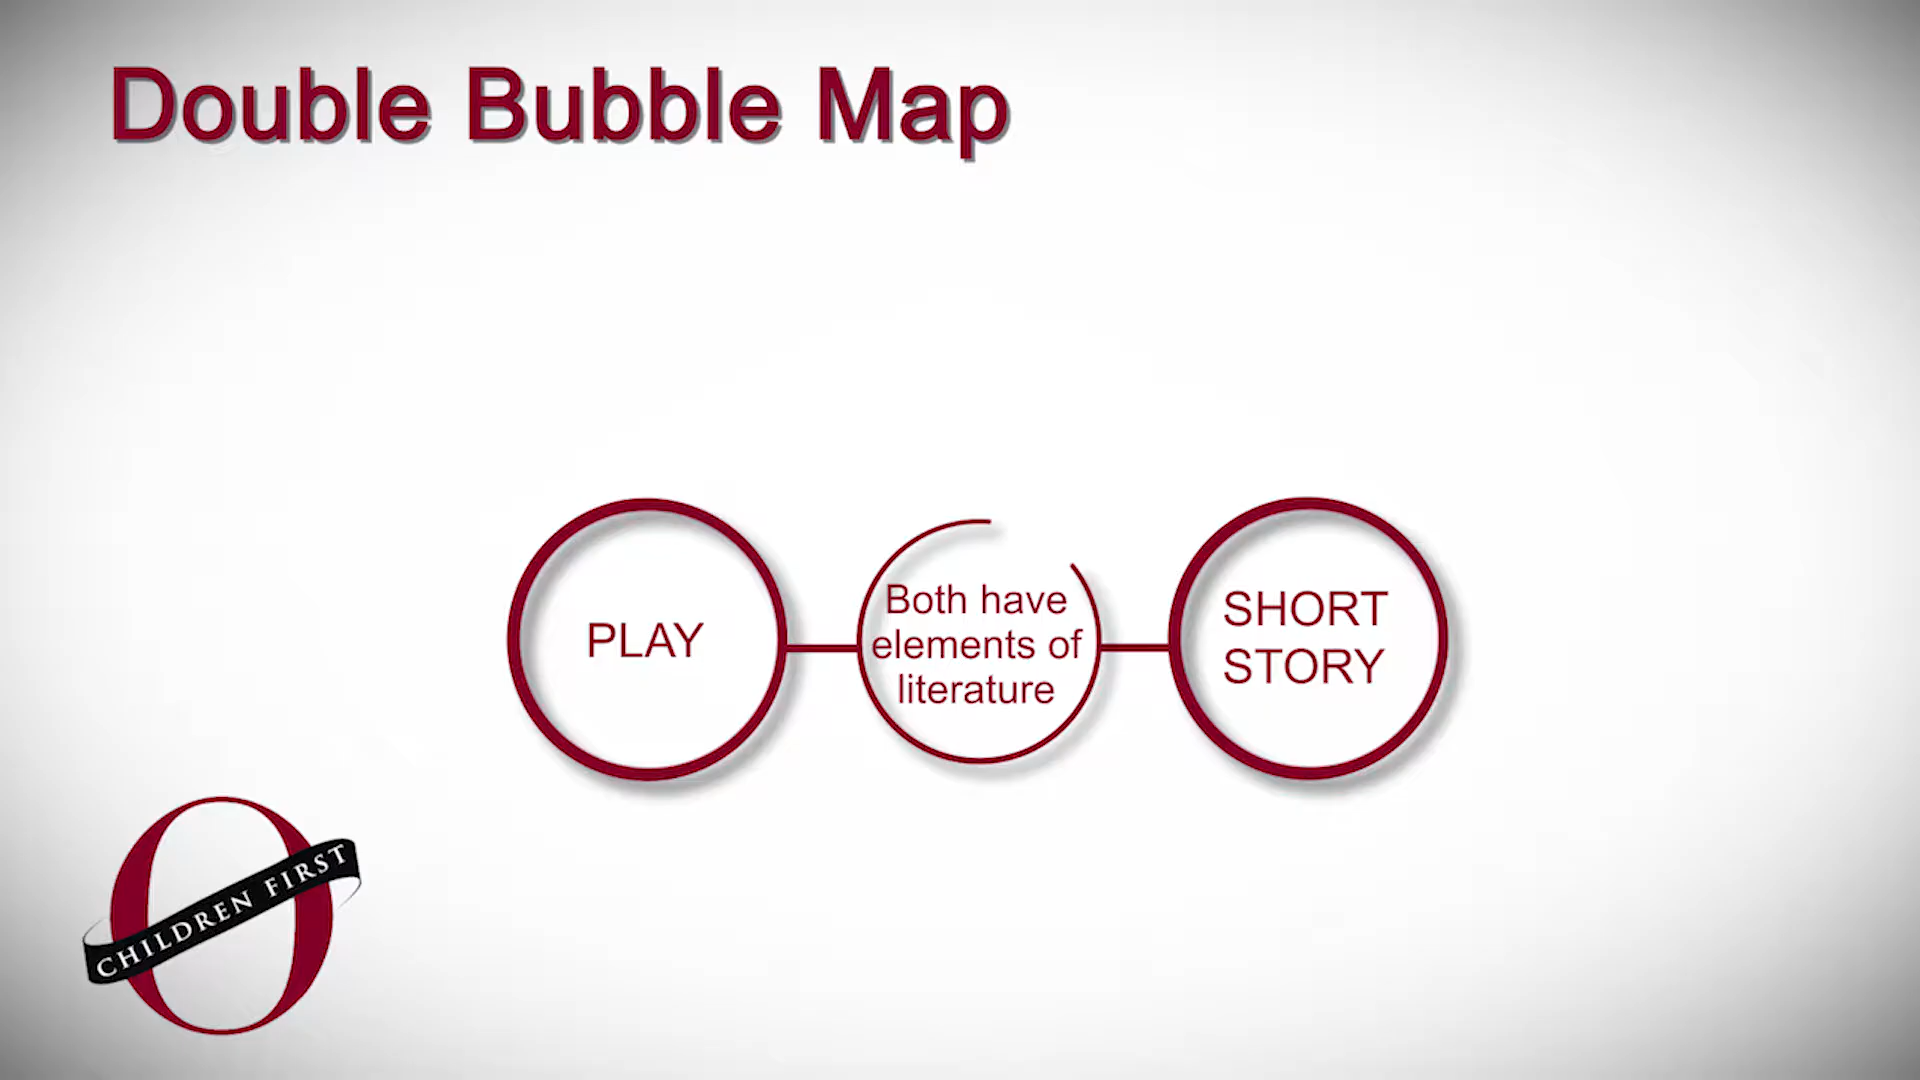 Double Bubble Map
PLAY
Both have
elements of
literature
SHORT
STORY
CHILDREN FIRST